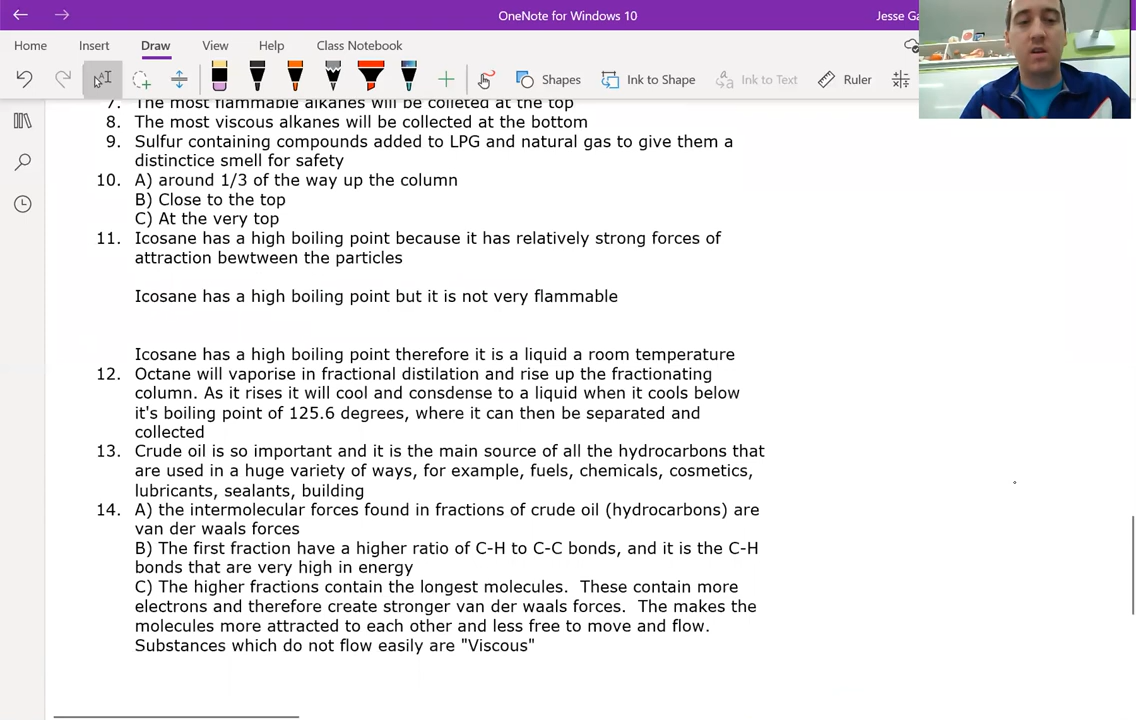 OneNote for Windows 10
Jesse Ga
Home Insert Draw View Help Class Notebook
Shapes Ink to Shape Ink to Text Ruler
7. The most flammable alkanes will be colleted at the top
8. The most viscous alkanes will be collected at the bottom
9. Sulfur containing compounds added to LPG and natural gas to give them a
distinctice smell for safety
10. A) around 1/3 of the way up the column
B) Close to the top
C) At the very top
11. Icosane has a high boiling point because it has relatively strong forces of
attraction bewtween the particles
Icosane has a high boiling point but it is not very flammable
Icosane has a high boiling point therefore it is a liquid a room temperature
12. Octane will vaporise in fractional distilation and rise up the fractionating
column. As it rises it will cool and consdense to a liquid when it cools below
it's boiling point of 125.6 degrees, where it can then be separated and
collected
13. Crude oil is so important and it is the main source of all the hydrocarbons that
are used in a huge variety of ways, for example, fuels, chemicals, cosmetics,
lubricants, sealants, building
14. A) the intermolecular forces found in fractions of crude oil (hydrocarbons) are
van der waals forces
B) The first fraction have a higher ratio of C-H to C-C bonds, and it is the C-H
bonds that are very high in energy
C) The higher fractions contain the longest molecules. These contain more
electrons and therefore create stronger van der waals forces. The makes the
molecules more attracted to each other and less free to move and flow.
Substances which do not flow easily are "Viscous"